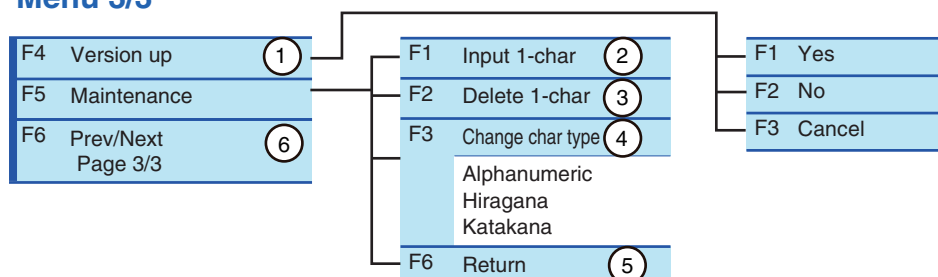 Menu 3/3
F4 Version up 1
F5 Maintenance
F6 Prev/Next 6
Page 3/3
F1 Input 1-char 2
F2 Delete 1-char 3
F3 Change char type 4
Alphanumeric
Hiragana
Katakana
F6 Return 5
F1 Yes
F2 No
F3 Cancel